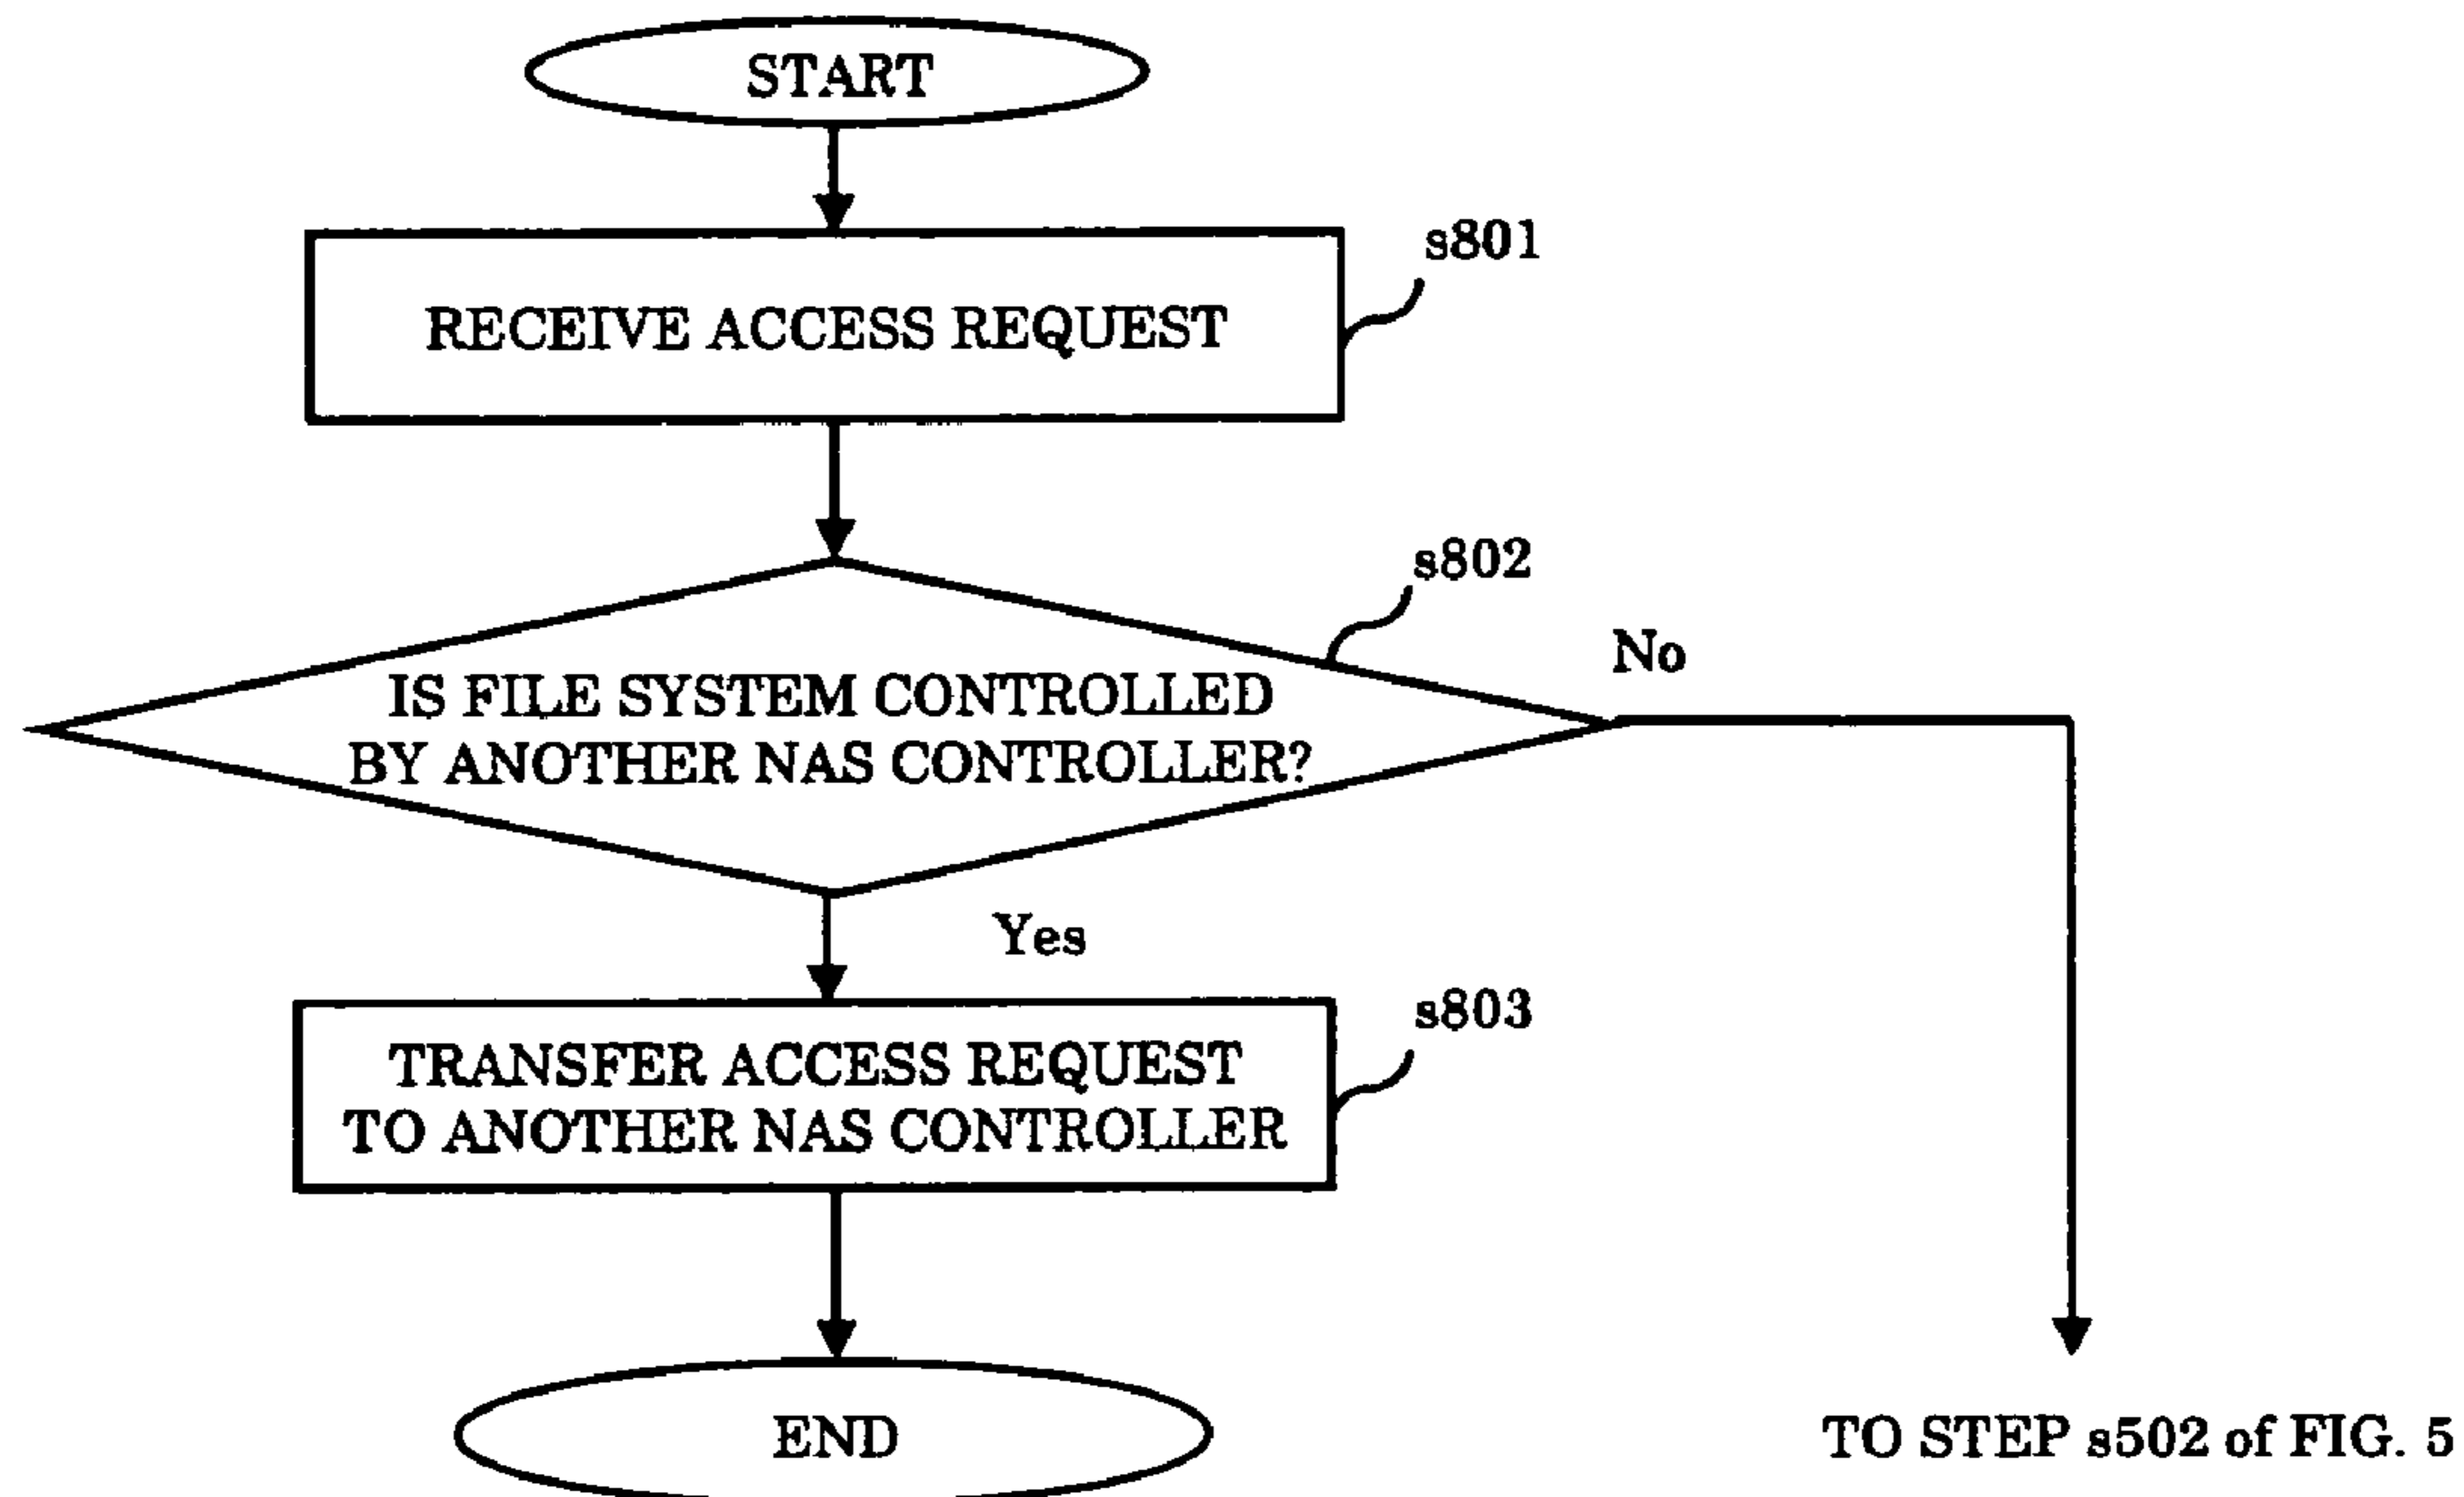 START
RECEIVE ACCESS REQUEST
s801
s802
IS FILE SYSTEM CONTROLLED
BY ANOTHER NAS CONTROLLER?
No
Yes
TRANSFER ACCESS REQUEST
TO ANOTHER NAS CONTROLLER
s803
END
TO STEP s502 of FIG. 5